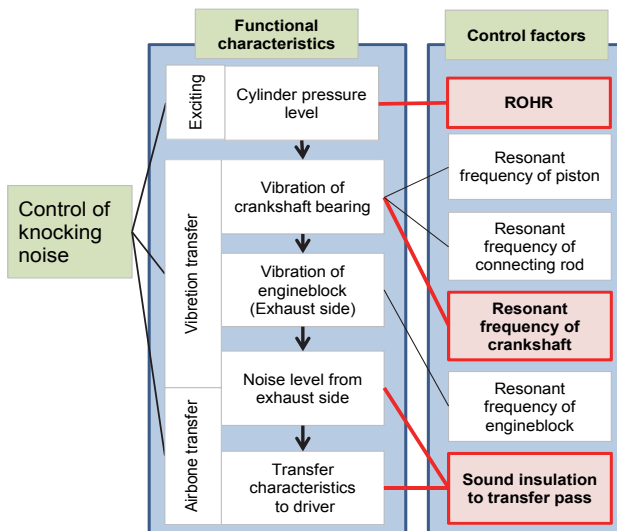 Functional
characteristics
Control factors
Exciting
Cylinder pressure
level
ROHR
Control of
knocking
noise
Vibretion transfer
Vibration of
crankshaft bearing
Resonant
frequency of piston
Resonant
frequency of
connecting rod
Vibration of
engineblock
(Exhaust side)
Resonant
frequency of
crankshaft
Noise level from
exhaust side
Resonant
frequency of
engineblock
Airbone transfer
Transfer
characteristics
to driver
Sound insulation
to transfer pass